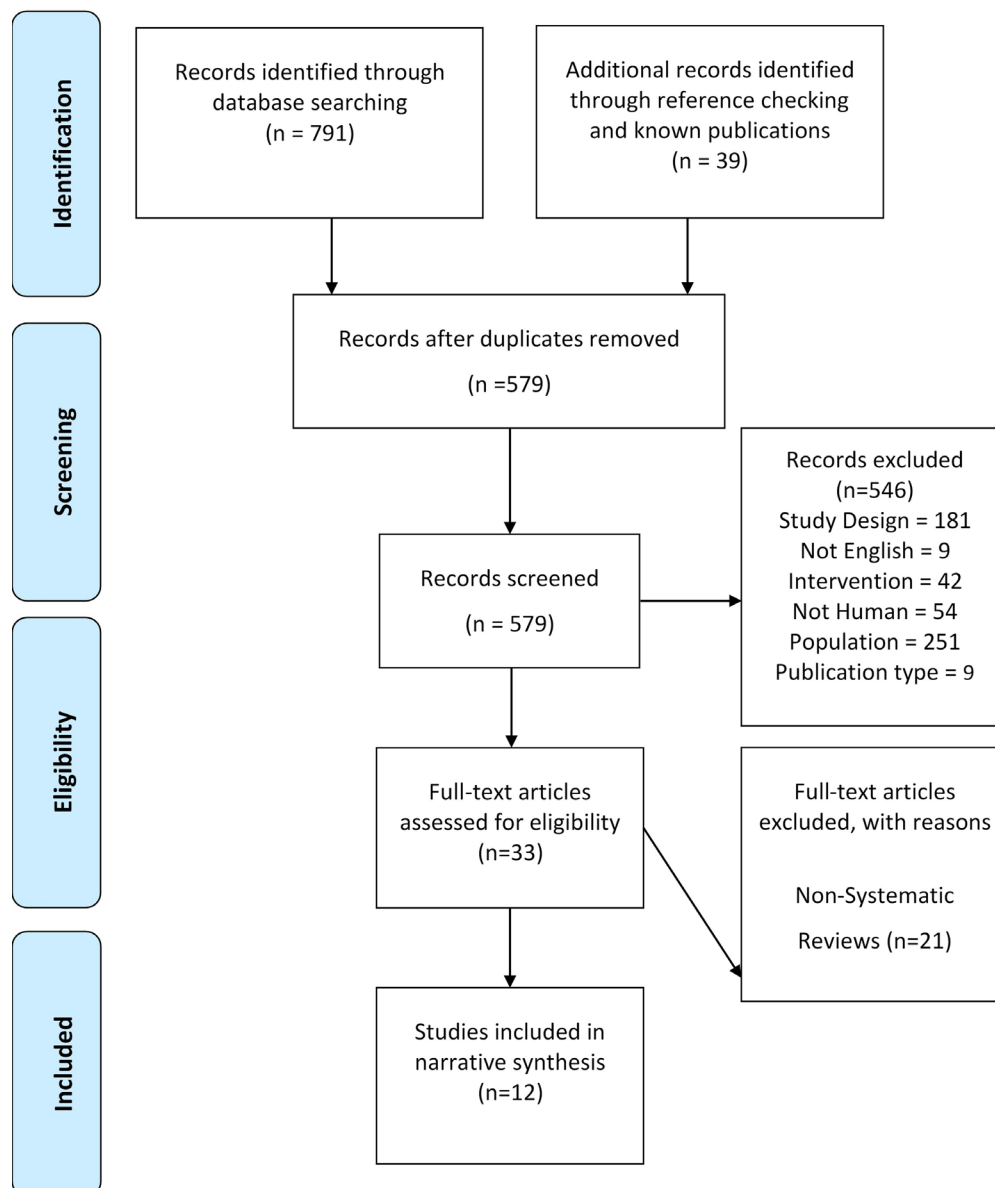 Identification
Records identified through
database searching
(n = 791)
Additional records identified
through reference checking
and known publications
(n = 39)
Records after duplicates removed
(n =579)
Screening
Records screened
(n = 579)
Records excluded
(n=546)
Study Design = 181
Not English = 9
Intervention = 42
Not Human = 54
Population = 251
Publication type = 9
Eligibility
Full-text articles
assessed for eligibility
(n=33)
Full-text articles
excluded, with reasons
Non-Systematic
Reviews (n=21)
Included
Studies included in
narrative synthesis
(n=12)